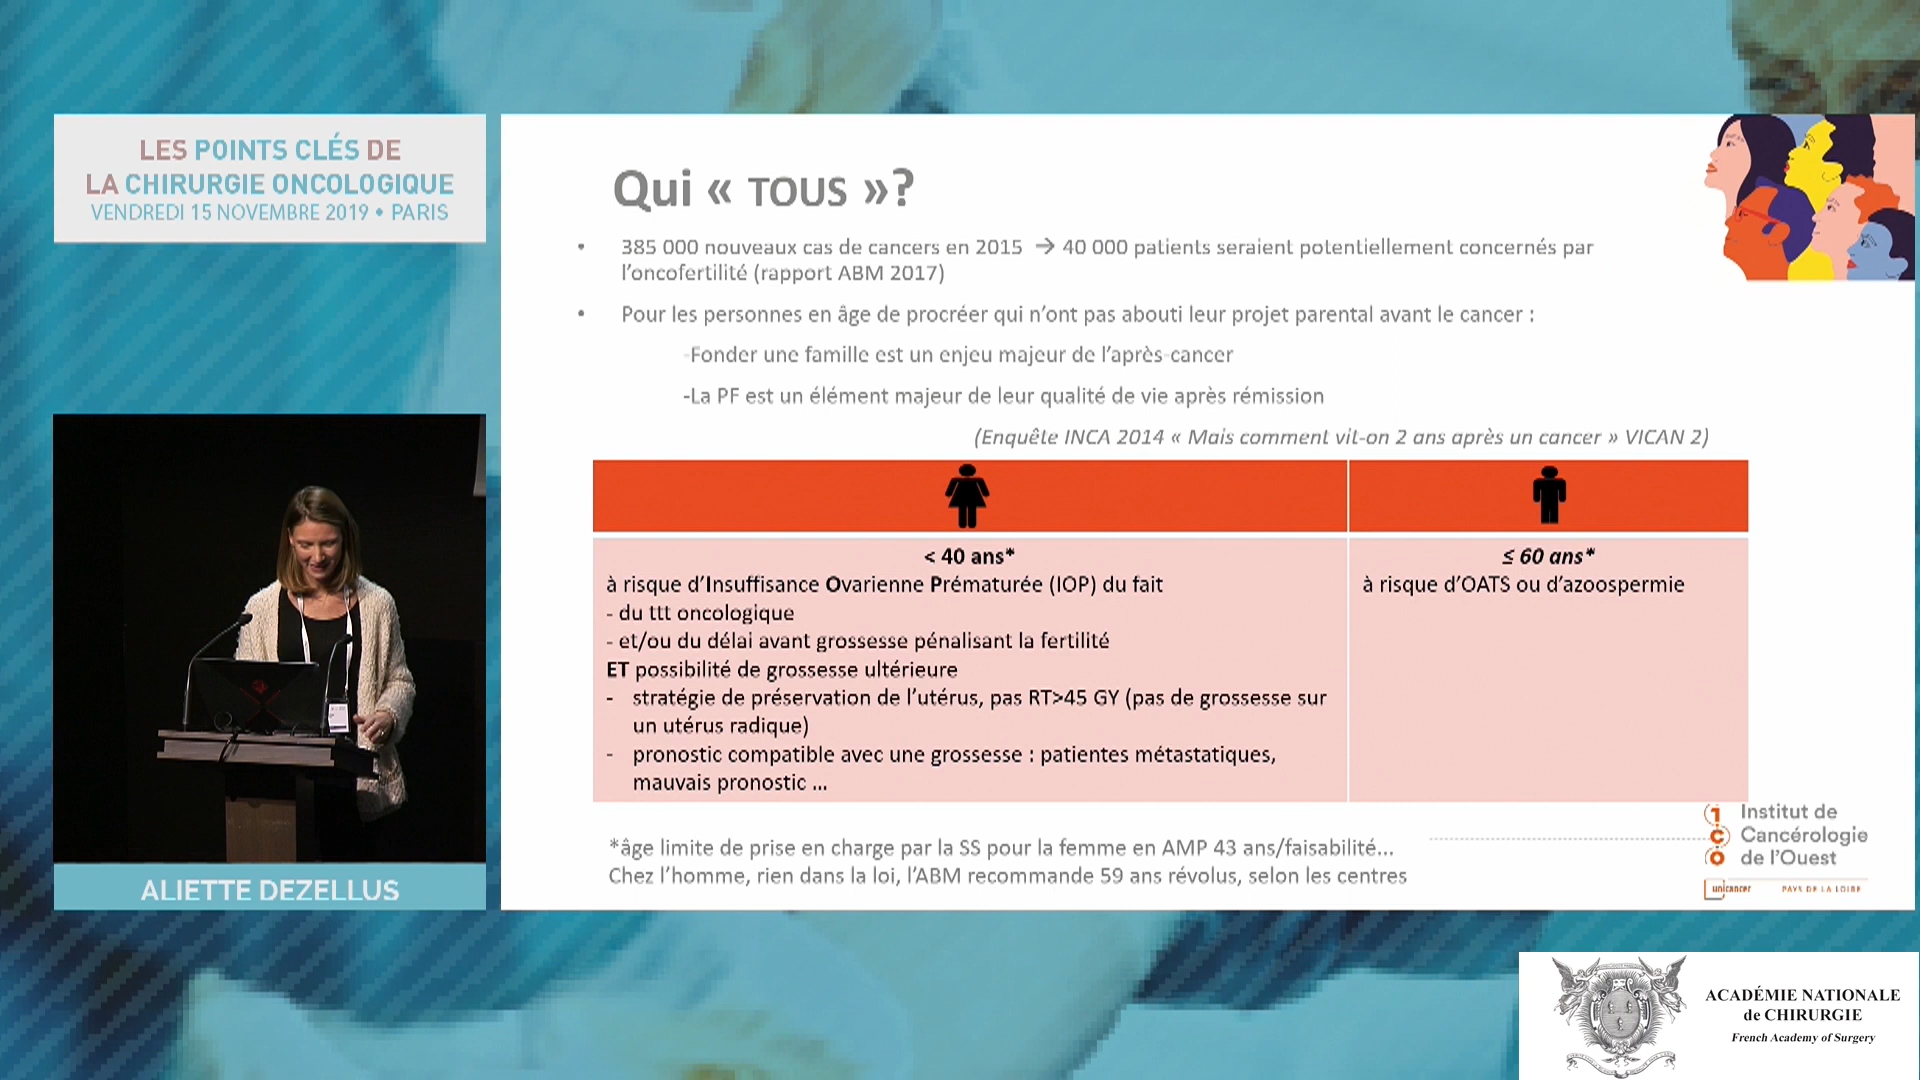 LES POINTS CLÉS DE
LA CHIRURGIE ONCOLOGIQUE
VENDREDI 15 NOVEMBRE 2019 • PARIS
ALIETTE DEZELLUS
Qui « TOUS »?
• 385 000 nouveaux cas de cancers en 2015 → 40 000 patients seraient potentiellement concernés par
l’oncofertilité (rapport ABM 2017)
• Pour les personnes en âge de procréer qui n’ont pas abouti leur projet parental avant le cancer :
-Fonder une famille est un enjeu majeur de l’après-cancer
-La PF est un élément majeur de leur qualité de vie après rémission
(Enquête INCA 2014 « Mais comment vit-on 2 ans après un cancer » VICAN 2)
< 40 ans*
à risque d’Insuffisance Ovarienne Prématurée (IOP) du fait
- du ttt oncologique
- et/ou du délai avant grossesse pénalisant la fertilité
ET possibilité de grossesse ultérieure
- stratégie de préservation de l’utérus, pas RT>45 GY (pas de grossesse sur
un utérus radique)
- pronostic compatible avec une grossesse : patientes métastatiques,
mauvais pronostic ...
≤ 60 ans*
à risque d’OATS ou d’azoospermie
*âge limite de prise en charge par la SS pour la femme en AMP 43 ans/faisabilité...
Chez l’homme, rien dans la loi, l’ABM recommande 59 ans révolus, selon les centres
ico
Institut de
Cancérologie
de l’Ouest
unicancer
PAYS DE LA LOIRE
ACADÉMIE NATIONALE
de CHIRURGIE
French Academy of Surgery